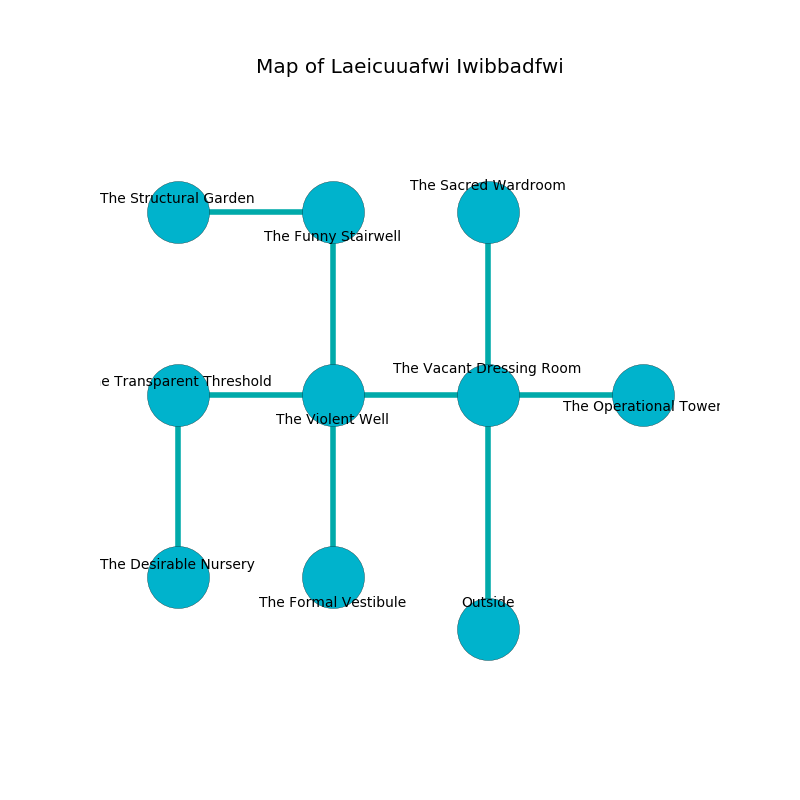 Map of Laeicuuafwi Iwibbadfwi
The Sacred Wardroom
The Structural Garden
The Funny Stairwell
The Vacant Dressing Room
e Transparent Threshold
The Operational Tower
The Violent Well
The Desirable Nursery
The Formal Vestibule
Outside